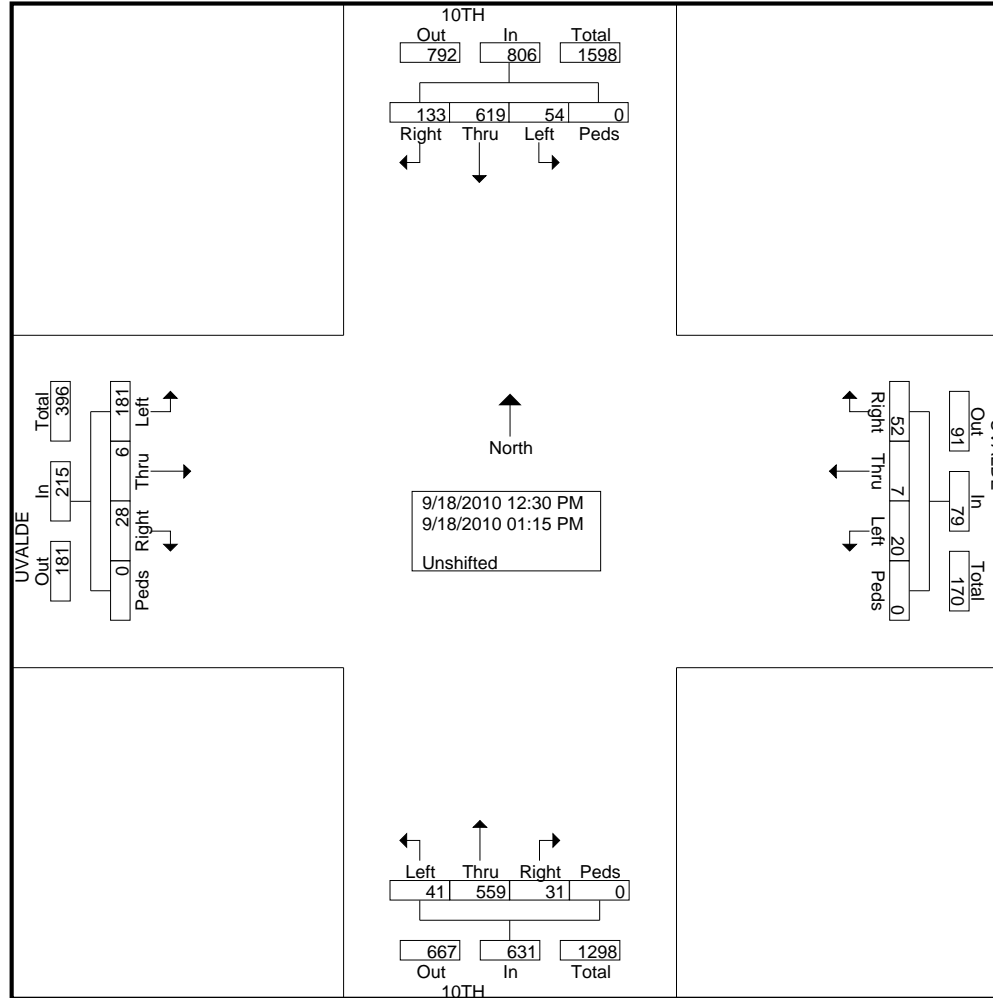 10TH
Out In Total
792 806 1598
133 619 54 0
Right Thru Left Peds
UVALDE
Total In Out
396 215 181
181 6 28 0
Left Thru Right Peds
North
9/18/2010 12:30 PM
9/18/2010 01:15 PM
Unshifted
Right Thru Left Peds
52 7 20 0
Out In Total
91 79 170
UVALDE
Left Thru Right Peds
41 559 31 0
667 631 1298
Out In Total
10TH